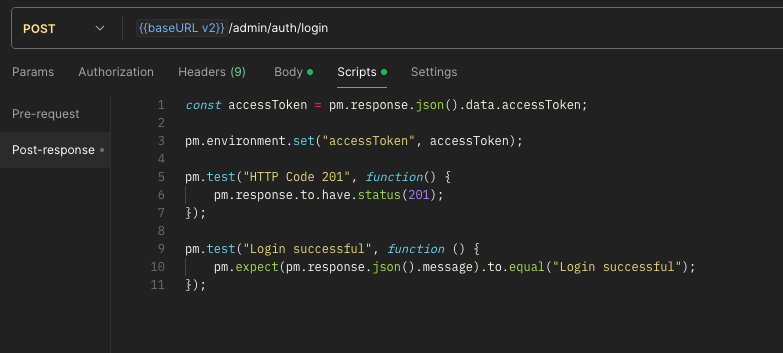 POST {{baseURL v2}}/admin/auth/login
Params Authorization Headers (9) Body Scripts Settings
Pre-request
Post-response
1 const accessToken = pm.response.json().data.accessToken;
2
3 pm.environment.set("accessToken", accessToken);
4
5 pm.test("HTTP Code 201", function() {
6 pm.response.to.have.status(201);
7 });
8
9 pm.test("Login successful", function () {
10 pm.expect(pm.response.json().message).to.equal("Login successful");
11 });